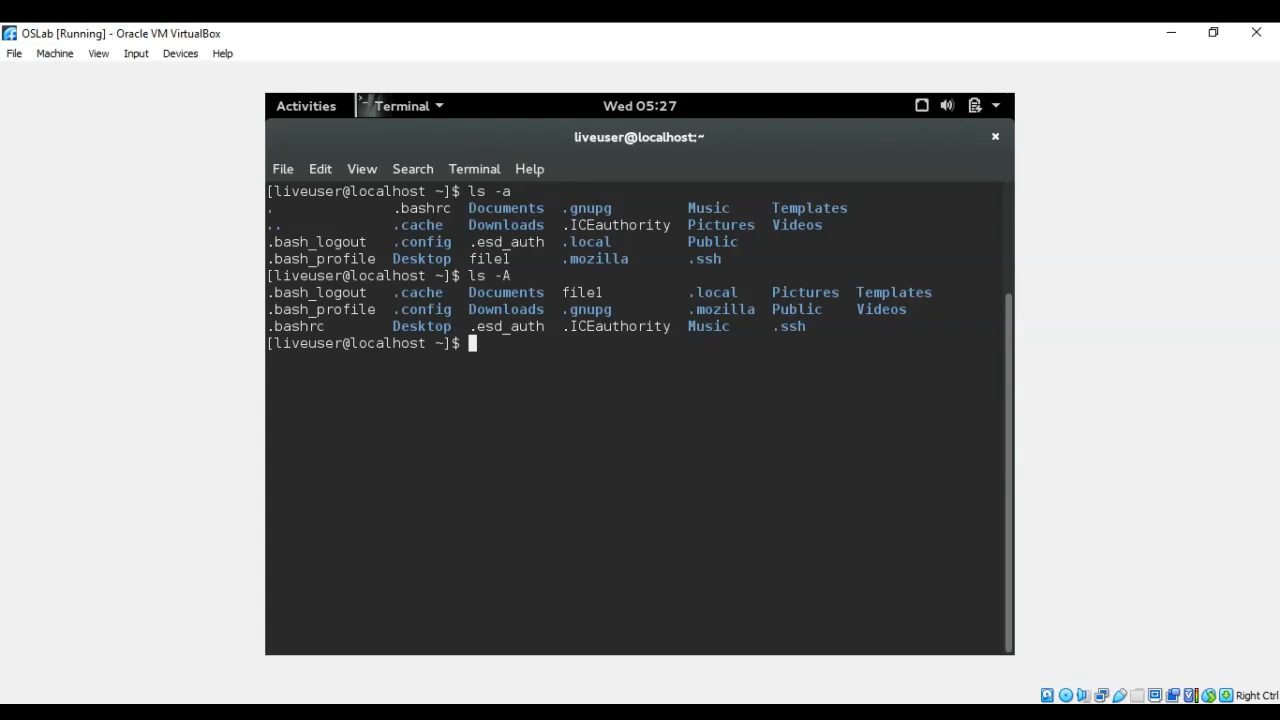 OSLab [Running] - Oracle VM VirtualBox
File Machine View Input Devices Help
Activities Terminal Wed 05:27
liveuser@localhost:~
File Edit View Search Terminal Help
[liveuser@localhost ~]$ ls -a
. .bashrc Documents .gnupg Music Templates
.. .cache Downloads .ICEauthority Pictures Videos
.bash_logout .config .esd_auth .local Public
.bash_profile Desktop file1 .mozilla .ssh
[liveuser@localhost ~]$ ls -A
.bash_logout .cache Documents file1 .local Pictures Templates
.bash_profile .config Downloads .gnupg .mozilla Public Videos
.bashrc Desktop .esd_auth .ICEauthority Music .ssh
[liveuser@localhost ~]$
Right Ctrl